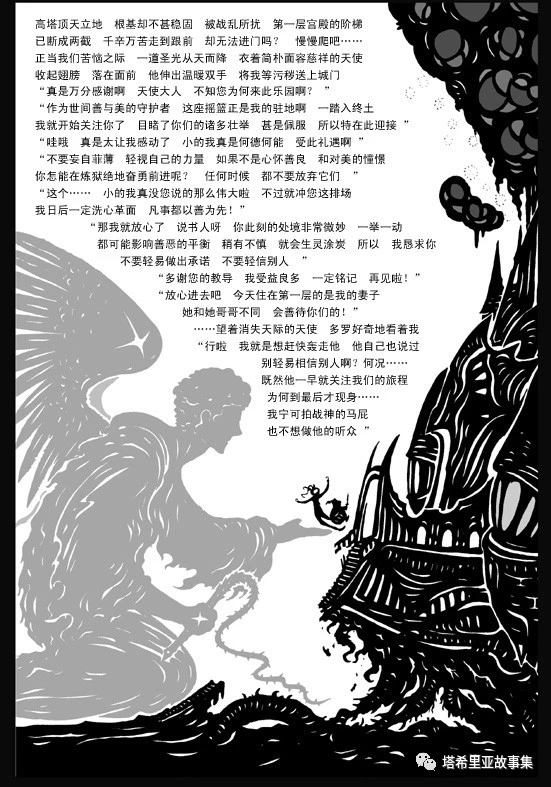 高塔顶天立地　根基却不甚稳固　被战乱所扰　第一层宫殿的阶梯
已断成两截　千辛万苦走到跟前　却无法进门吗？　慢慢爬吧……
正当我们苦恼之际　一道圣光从天而降　衣着简朴面容慈祥的天使
收起翅膀　落在面前　他伸出温暖双手　将我等污秽送上城门
“真是万分感谢啊　天使大人　不知您为何来此乐园啊？　”
“作为世间善与美的守护者　这座摇篮正是我的驻地啊　一踏入终土
我就开始关注你了　目睹了你们的诸多壮举　甚是佩服　所以特在此迎接　”
“哇哦　真是太让我感动了　小的我真是何德何能　受此礼遇啊　”
“不要妄自菲薄　轻视自己的力量　如果不是心怀善良　和对美的憧憬
你怎能在炼狱绝地奋勇前进呢？　任何时候　都不要放弃它们　”
“这个……　小的我真没您说的那么伟大啦　不过就冲您这排场
我日后一定洗心革面　凡事都以善为先！”
“那我就放心了　说书人呀　你此刻的处境非常微妙　一举一动
都可能影响善恶的平衡　稍有不慎　就会生灵涂炭　所以　我恳求你
不要轻易做出承诺　不要轻信别人　”
“多谢您的教导　我受益良多　一定铭记　再见啦！”
“放心进去吧　今天住在第一层的是我的妻子
她和她哥哥不同　会善待你们的！”
……望着消失天际的天使　多罗好奇地看着我
“行啦　我就是想赶快轰走他　他自己也说过
别轻易相信别人啊？何况……
既然他一早就关注我们的旅程
为何到最后才现身……
我宁可拍战神的马屁
也不想做他的听众　”
塔希里亚故事集